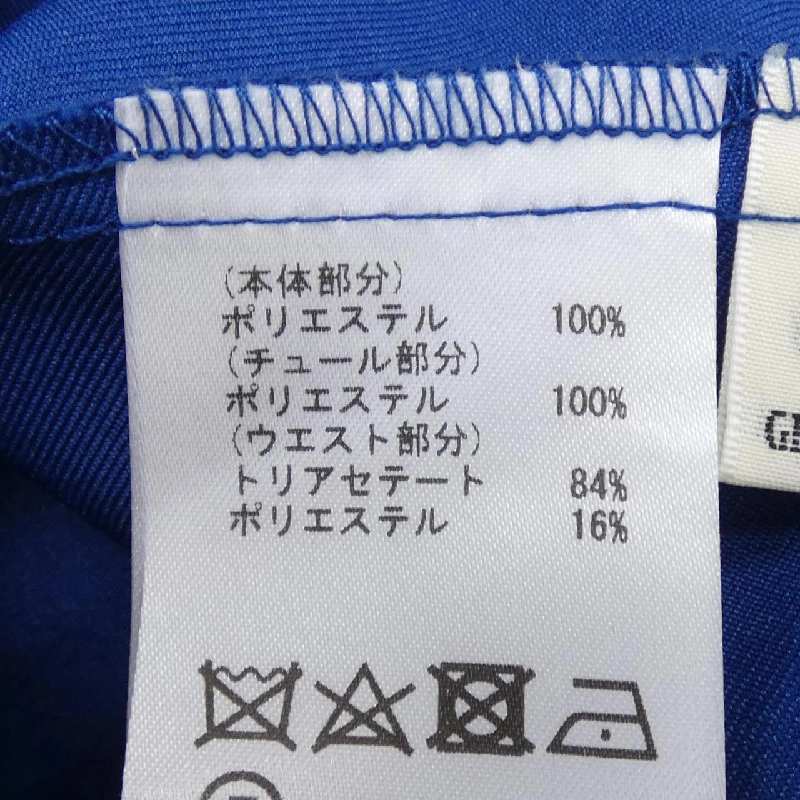 (本体部分)
ポリエステル 100%
(チュール部分)
ポリエステル 100%
(ウエスト部分)
トリアセテート 84%
ポリエステル 16%